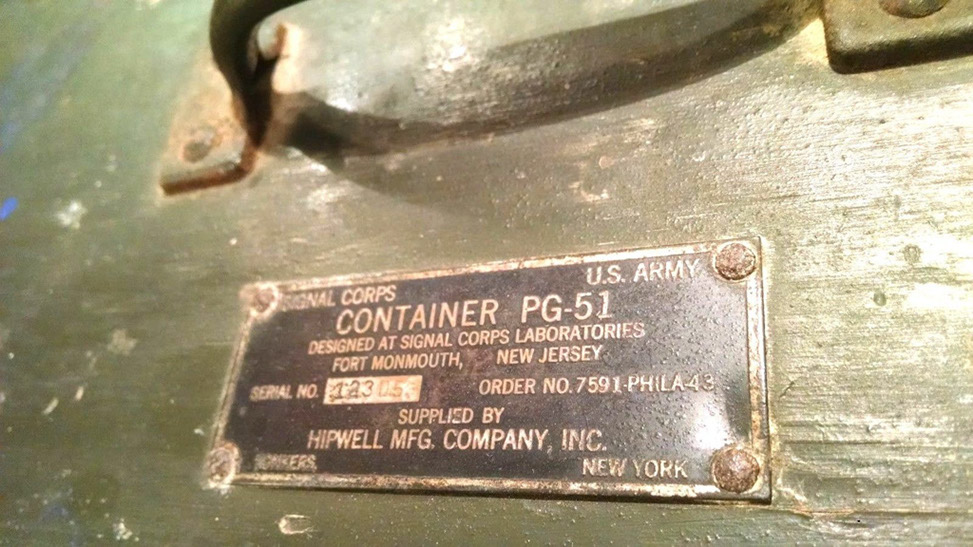 SIGNAL CORPS U.S. ARMY
CONTAINER PG-51
DESIGNED AT SIGNAL CORPS LABORATORIES
FORT MONMOUTH, NEW JERSEY
SERIAL NO. ORDER NO. 7591-PHILA-43
SUPPLIED BY
HIPWELL MFG. COMPANY, INC.
YONKERS, NEW YORK